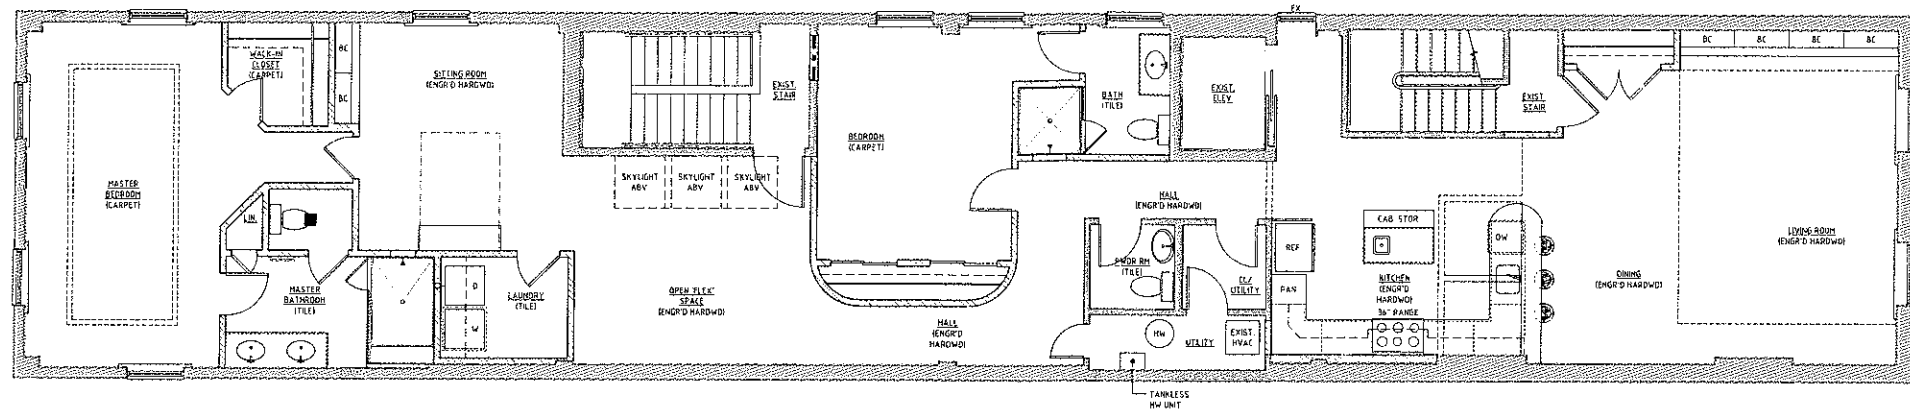 EX
WALK-IN
CLOSET
(CARPET)
BC
BC
SITTING ROOM
(ENGR'D HARDWD)
EXIST.
STAIR
BATH
(TILE)
EXIST.
ELEV
EXIST
STAIR
BC
BC
BC
BC
MASTER
BEDROOM
(CARPET)
BEDROOM
(CARPET)
SKYLIGHT
ABV
SKYLIGHT
ABV
SKYLIGHT
ABV
LIN.
HALL
(ENGR'D HARDWD)
CAB STOR
REF
DW
LIVING ROOM
(ENGR'D HARDWD)
MASTER
BATHROOM
(TILE)
D
W
LAUNDRY
(TILE)
OPEN "FLEX"
SPACE
(ENGR'D HARDWD)
PWDR RM
(TILE)
CL/
UTILITY
PAN
KITCHEN
(ENGR'D
HARDWD)
36" RANGE
DINING
(ENGR'D HARDWD)
HALL
(ENGR'D
HARDWD)
HW
UTILITY
EXIST.
HVAC
TANKLESS
HW UNIT